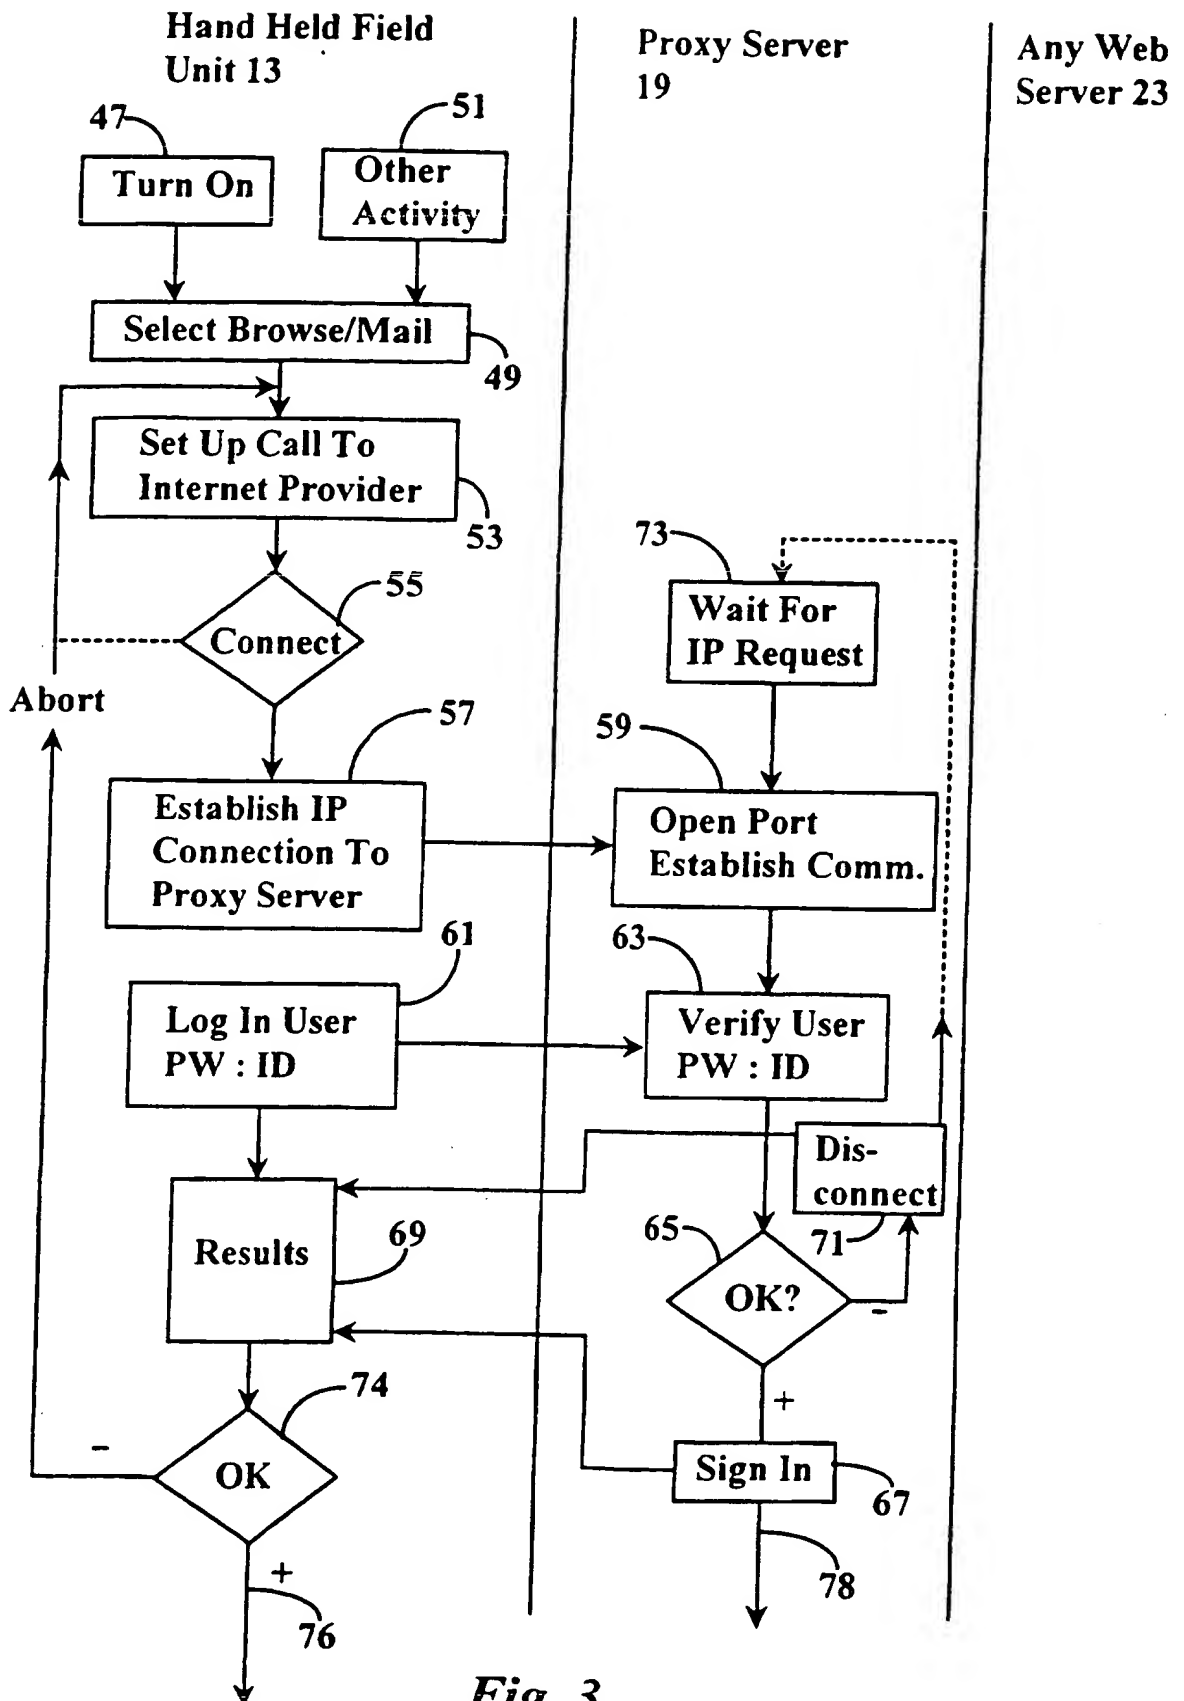 Hand Held Field
Unit 13
Proxy Server
19
Any Web
Server 23
47
51
Turn On
Other
Activity
Select Browse/Mail
49
Set Up Call To
Internet Provider
53
73
55
Wait For
IP Request
Connect
Abort
57
59
Establish IP
Connection To
Proxy Server
Open Port
Establish Comm.
61
63
Log In User
PW : ID
Verify User
PW : ID
Dis-
connect
71
65
69
Results
OK?
-
+
74
-
OK
Sign In
67
+
78
76
Fig. 3